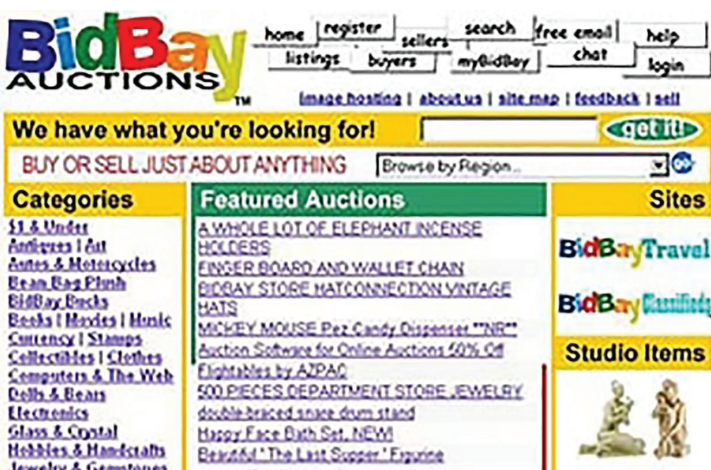 BidBay
AUCTIONS
TM
home
register
sellers
search
free email
help
listings
buyers
myBidBay
chat
login
image hosting | about us | site map | feedback | sell
We have what you're looking for!
get it!
BUY OR SELL JUST ABOUT ANYTHING
Browse by Region...
go
Categories
$1 & Under
Antiques | Art
Autos & Motorcycles
Bean Bag Plush
BidBay Bucks
Books | Movies | Music
Currency | Stamps
Collectibles | Clothes
Computers & The Web
Dolls & Bears
Electronics
Glass & Crystal
Hobbies & Handcrafts
Jewelry & Gemstones
Featured Auctions
A WHOLE LOT OF ELEPHANT INCENSE
HOLDERS
FINGER BOARD AND WALLET CHAIN
BIDBAY STORE HATCONNECTION VINTAGE
HATS
MICKEY MOUSE Pez Candy Dispenser **NR**
Auction Software for Online Auctions 50% Off
Flightables by AZPAC
500 PIECES DEPARTMENT STORE JEWELRY
double braced snare drum stand
Happy Face Bath Set, NEW!
Beautiful "The Last Supper" Figurine
Sites
BidBayTravel
BidBayClassifieds
Studio Items